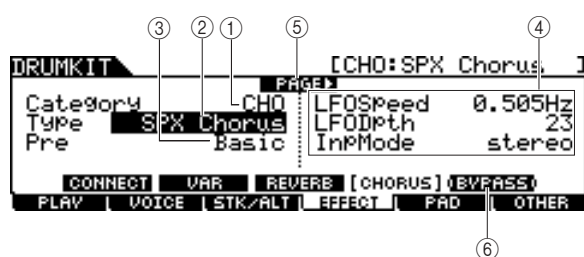 ③ ② ① ⑤ ④
DRUMKIT [CHO:SPX Chorus ]
PAGE▶
Category CHO LFOSpeed 0.505Hz
Type SPX Chorus LFODpth 23
Pre Basic InpMode stereo
CONNECT VAR REVERB [CHORUS] (BYPASS)
PLAY VOICE STK/ALT EFFECT PAD OTHER
⑥